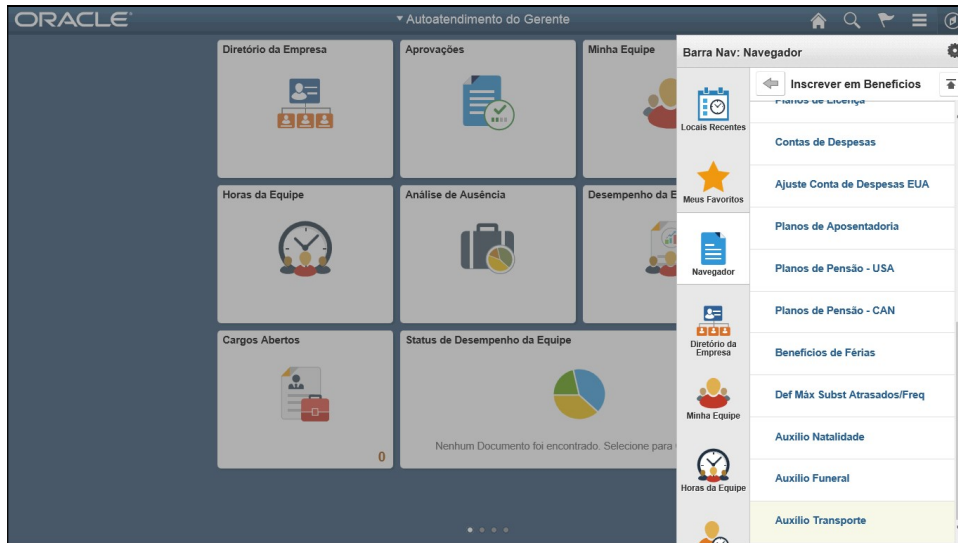 ORACLE
Autoatendimento do Gerente
Diretório da Empresa
Aprovações
Minha Equipe
Horas da Equipe
Análise de Ausência
Desempenho da E
Cargos Abertos
0
Status de Desempenho da Equipe
Nenhum Documento foi encontrado. Selecione para
Barra Nav: Navegador
Locais Recentes
Meus Favoritos
Navegador
Diretório da
Empresa
Minha Equipe
Horas da Equipe
Inscrever em Benefícios
Planos de Licença
Contas de Despesas
Ajuste Conta de Despesas EUA
Planos de Aposentadoria
Planos de Pensão - USA
Planos de Pensão - CAN
Benefícios de Férias
Def Máx Subst Atrasados/Freq
Auxílio Natalidade
Auxílio Funeral
Auxílio Transporte